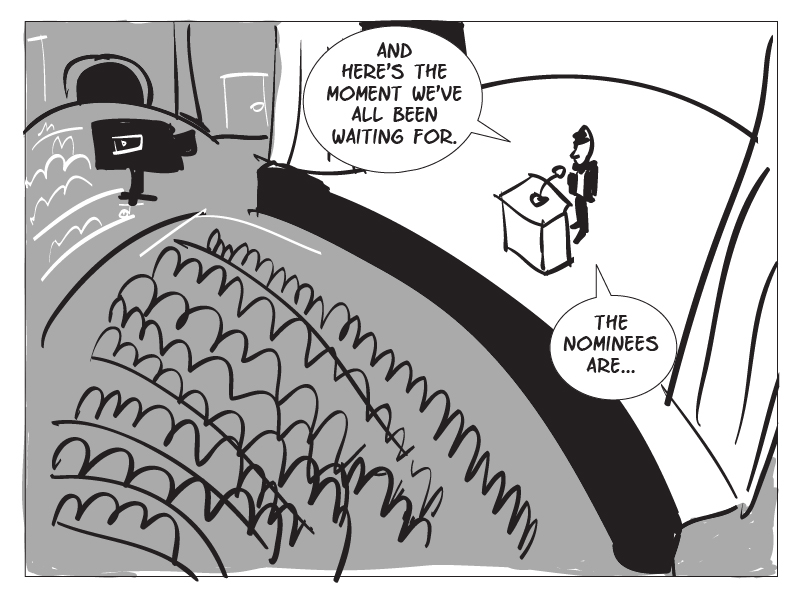 AND
HERE'S THE
MOMENT WE'VE
ALL BEEN
WAITING FOR.
THE
NOMINEES
ARE...